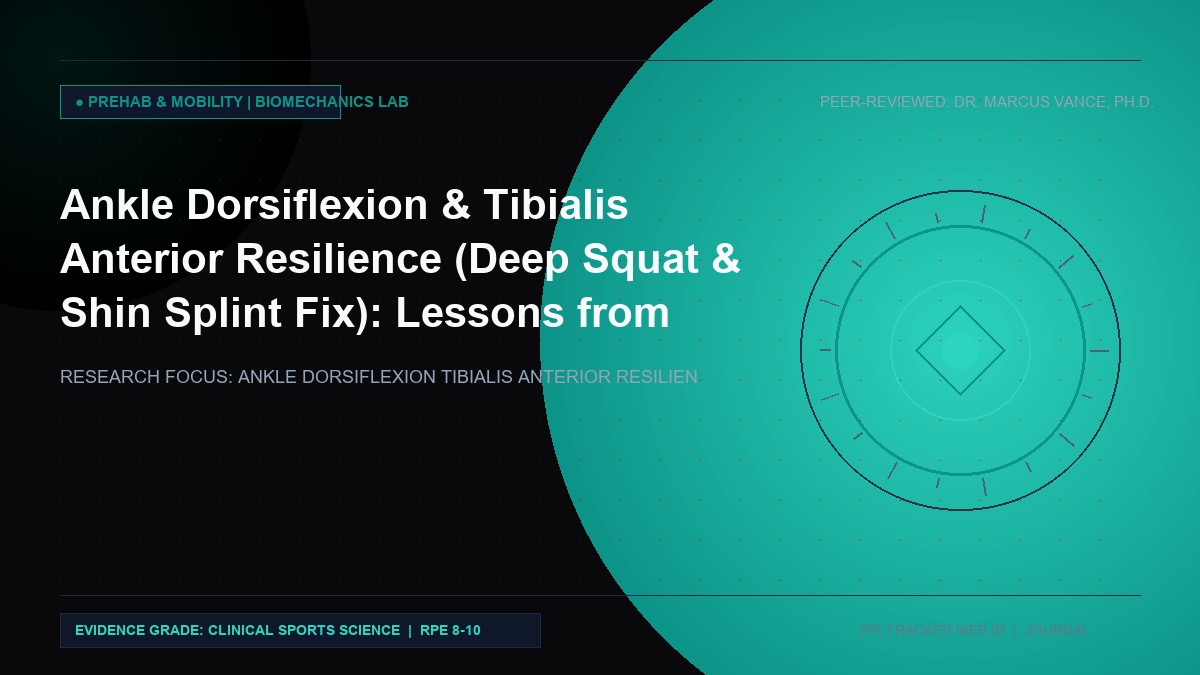 ● PREHAB & MOBILITY | BIOMECHANICS LAB
PEER-REVIEWED: DR. MARCUS VANCE, PH.D.
Ankle Dorsiflexion & Tibialis
Anterior Resilience (Deep Squat &
Shin Splint Fix): Lessons from
RESEARCH FOCUS: ANKLE DORSIFLEXION TIBIALIS ANTERIOR RESILIEN
EVIDENCE GRADE: CLINICAL SPORTS SCIENCE | RPE 8-10
PPLTRACKER.WEB.ID | JOURNAL